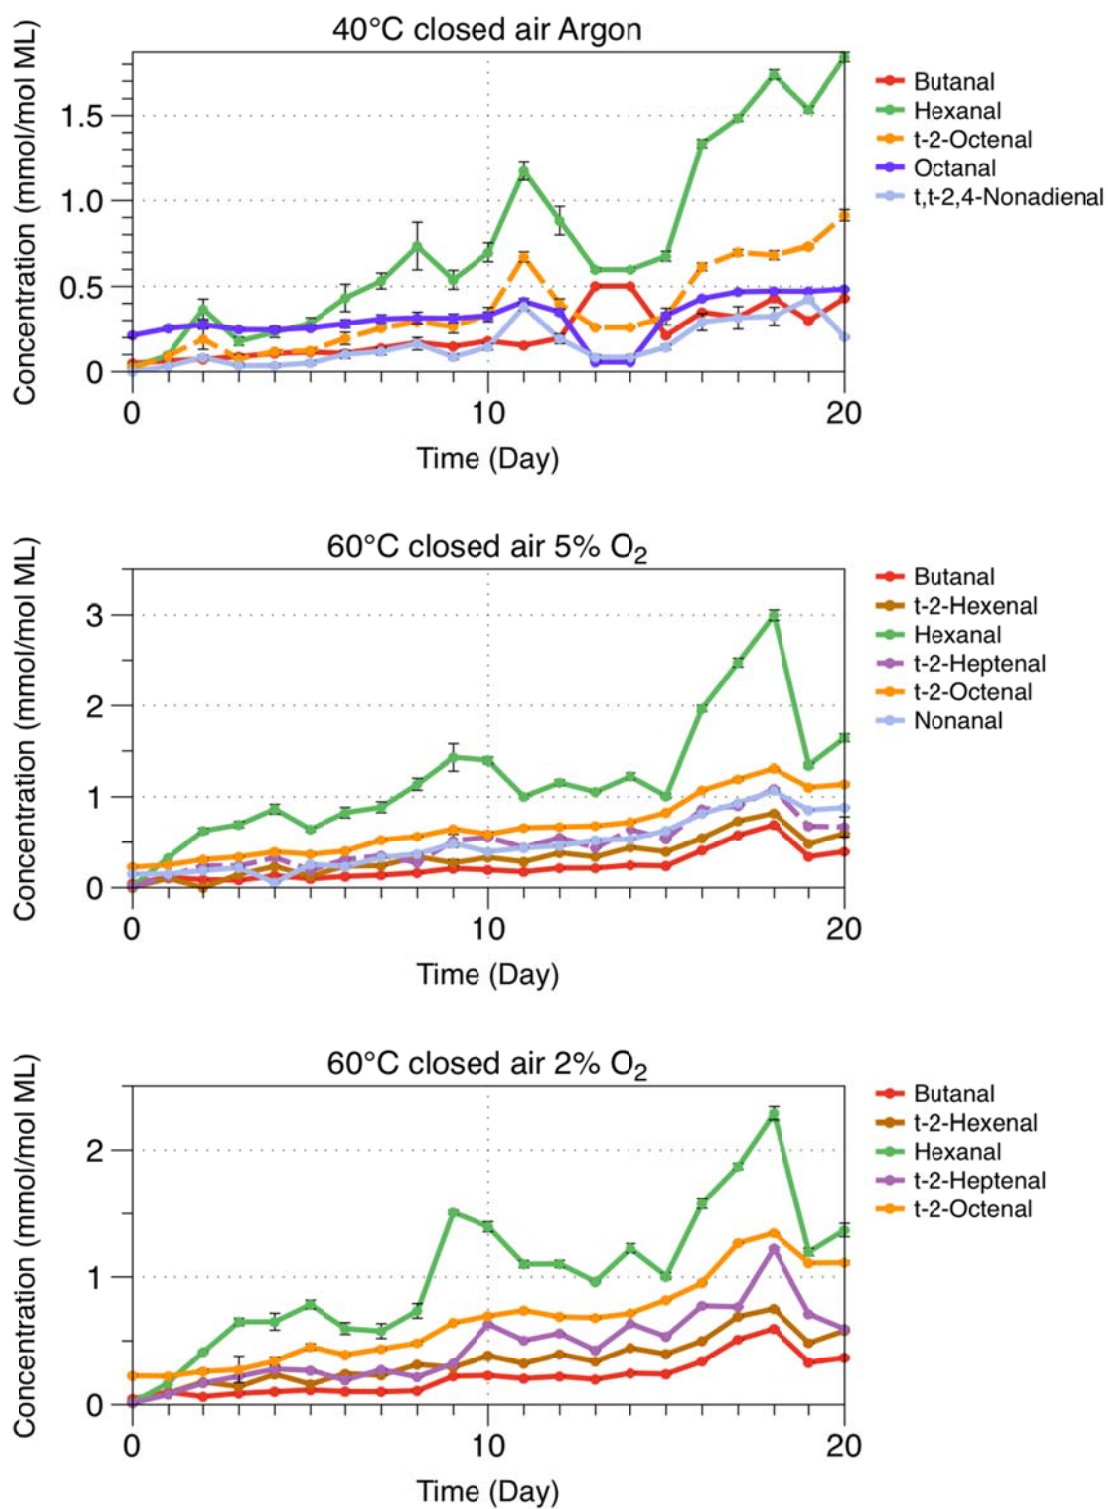 40°C closed air Argon
Concentration (mmol/mol ML)
1.5
1.0
0.5
0
0
10
20
Time (Day)
Butanal
Hexanal
t-2-Octenal
Octanal
t,t-2,4-Nonadienal
60°C closed air 5% O2
Concentration (mmol/mol ML)
3
2
1
0
0
10
20
Time (Day)
Butanal
t-2-Hexenal
Hexanal
t-2-Heptenal
t-2-Octenal
Nonanal
60°C closed air 2% O2
Concentration (mmol/mol ML)
2
1
0
0
10
20
Time (Day)
Butanal
t-2-Hexenal
Hexanal
t-2-Heptenal
t-2-Octenal